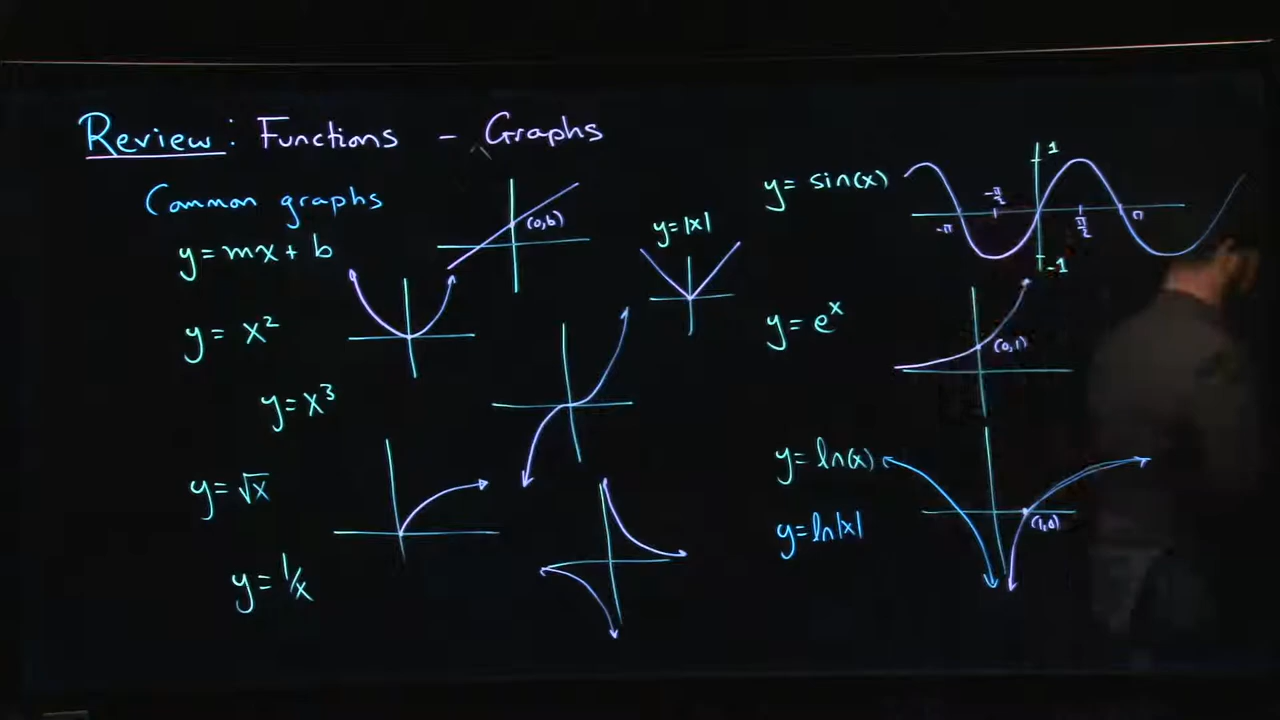 Review: Functions - Graphs
Common graphs
y = mx + b
(0,b)
y = x²
y = x³
y = √x
y = 1/x
y = |x|
y = sin(x)
1
-π
-π/2
π/2
π
-1
y = eˣ
(0,1)
y = ln(x)
y = ln|x|
(1,0)